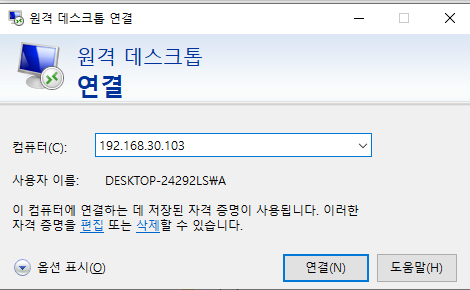 원격 데스크톱 연결
원격 데스크톱
연결
컴퓨터(C):
192.168.30.103
사용자 이름:
DESKTOP-24292LS₩A
이 컴퓨터에 연결하는 데 저장된 자격 증명이 사용됩니다. 이러한
자격 증명을 편집 또는 삭제할 수 있습니다.
옵션 표시(O)
연결(N)
도움말(H)